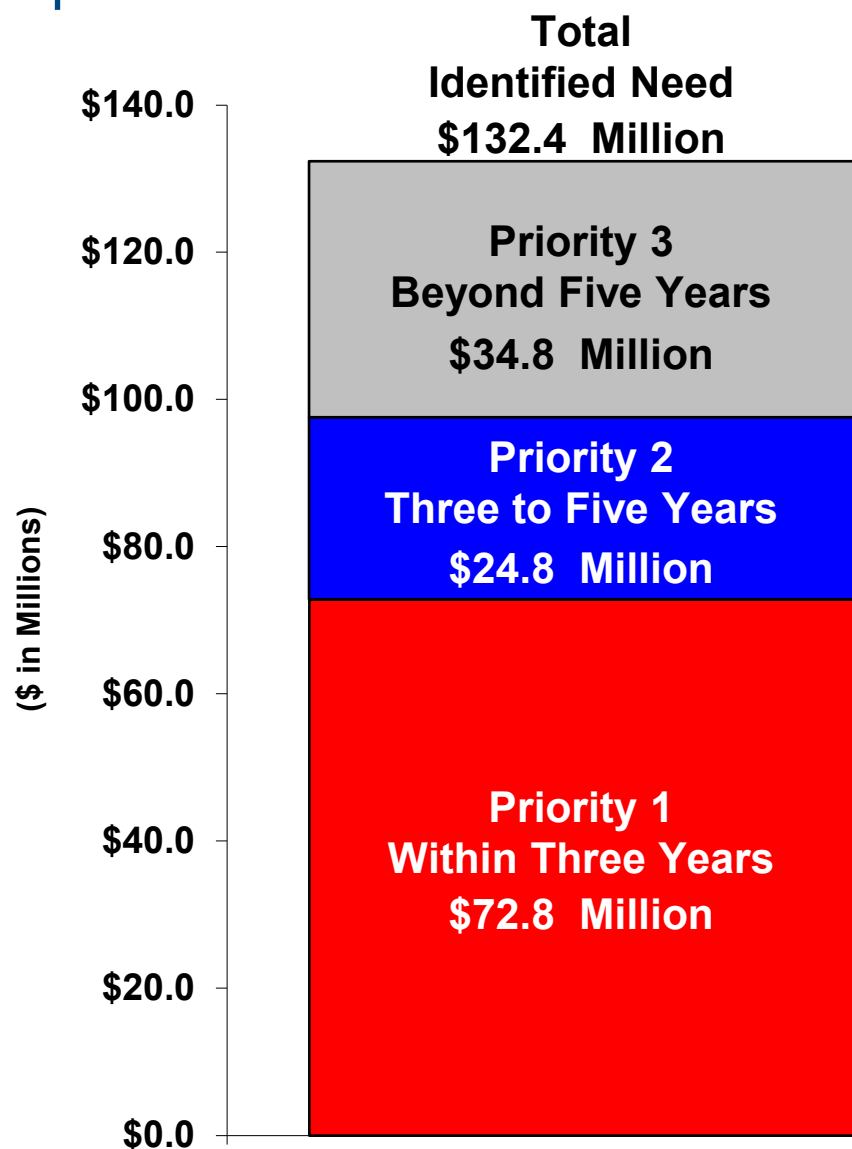 Total
Identified Need
$132.4 Million
$140.0
$120.0
$100.0
$80.0
$60.0
$40.0
$20.0
$0.0
($ in Millions)
Priority 3
Beyond Five Years
$34.8 Million
Priority 2
Three to Five Years
$24.8 Million
Priority 1
Within Three Years
$72.8 Million